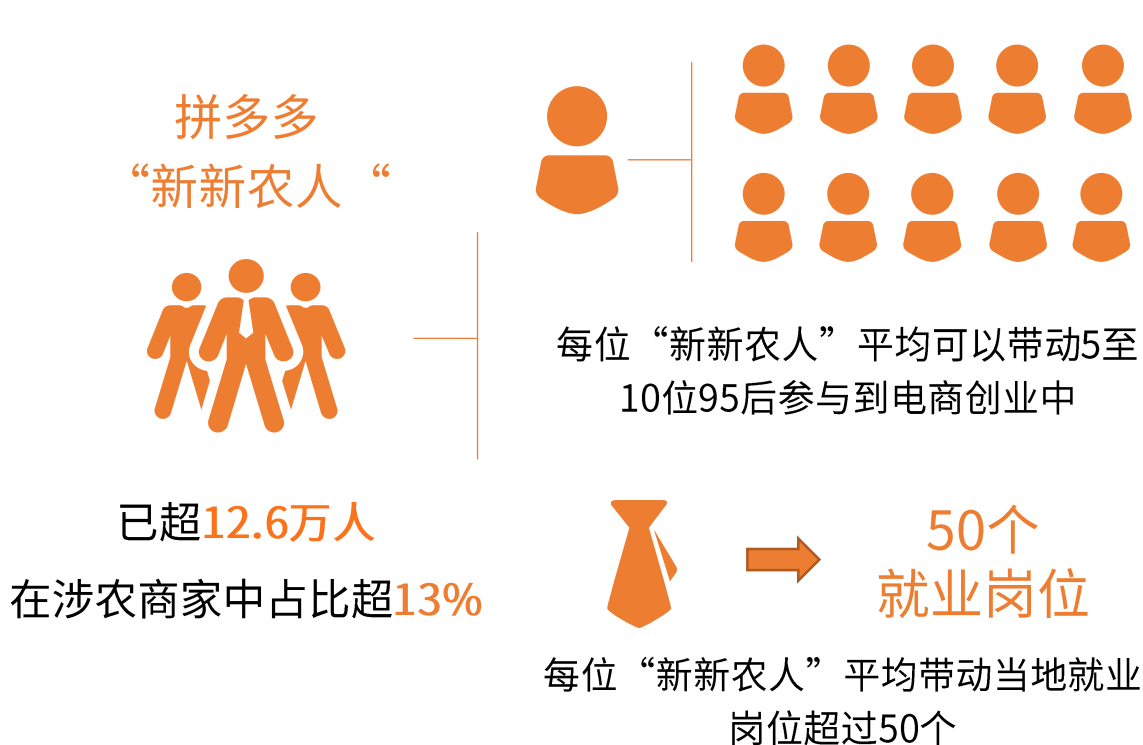 拼多多
“新新农人 “
已超12.6万人
在涉农商家中占比超13%
每位“新新农人”平均可以带动5至
10位95后参与到电商创业中
50个
就业岗位
每位“新新农人”平均带动当地就业
岗位超过50个